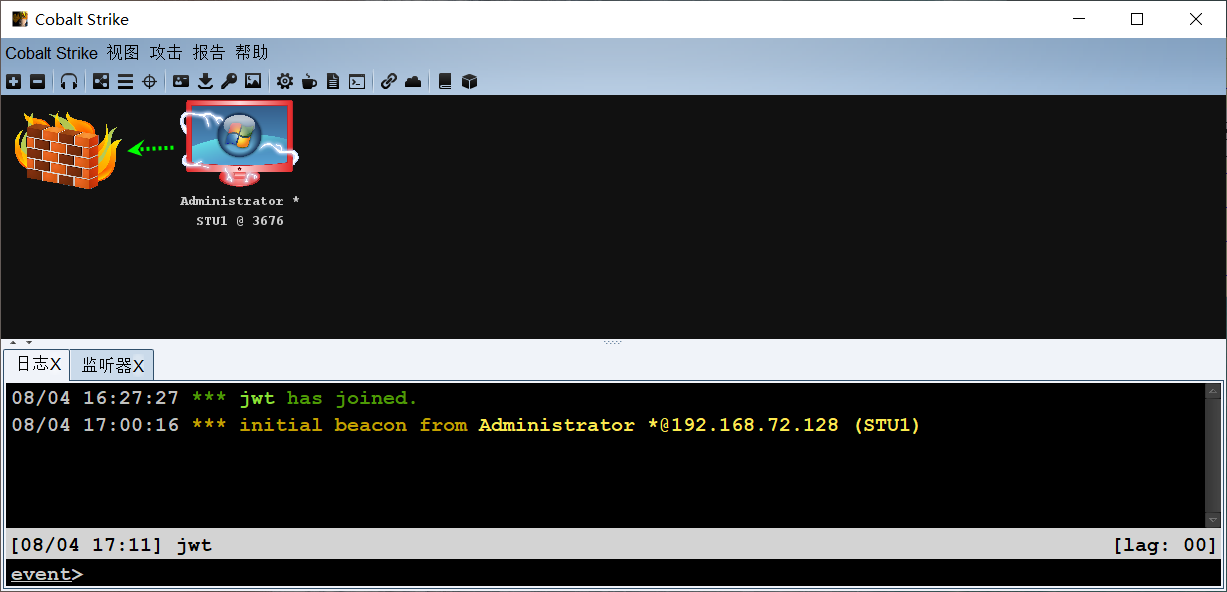 Cobalt Strike
Cobalt Strike 视图 攻击 报告 帮助
Administrator *
STU1 @ 3676
日志X 监听器X
08/04 16:27:27 *** jwt has joined.
08/04 17:00:16 *** initial beacon from Administrator *@192.168.72.128 (STU1)
[08/04 17:11] jwt [lag: 00]
event>